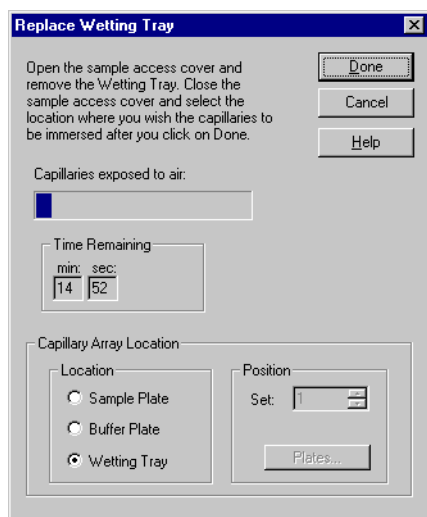 Replace Wetting Tray
Open the sample access cover and
remove the Wetting Tray. Close the
sample access cover and select the
location where you wish the capillaries to
be immersed after you click on Done.
Done
Cancel
Help
Capillaries exposed to air:
Time Remaining
min: sec:
14 52
Capillary Array Location
Location
Sample Plate
Buffer Plate
Wetting Tray
Position
Set: 1
Plates...